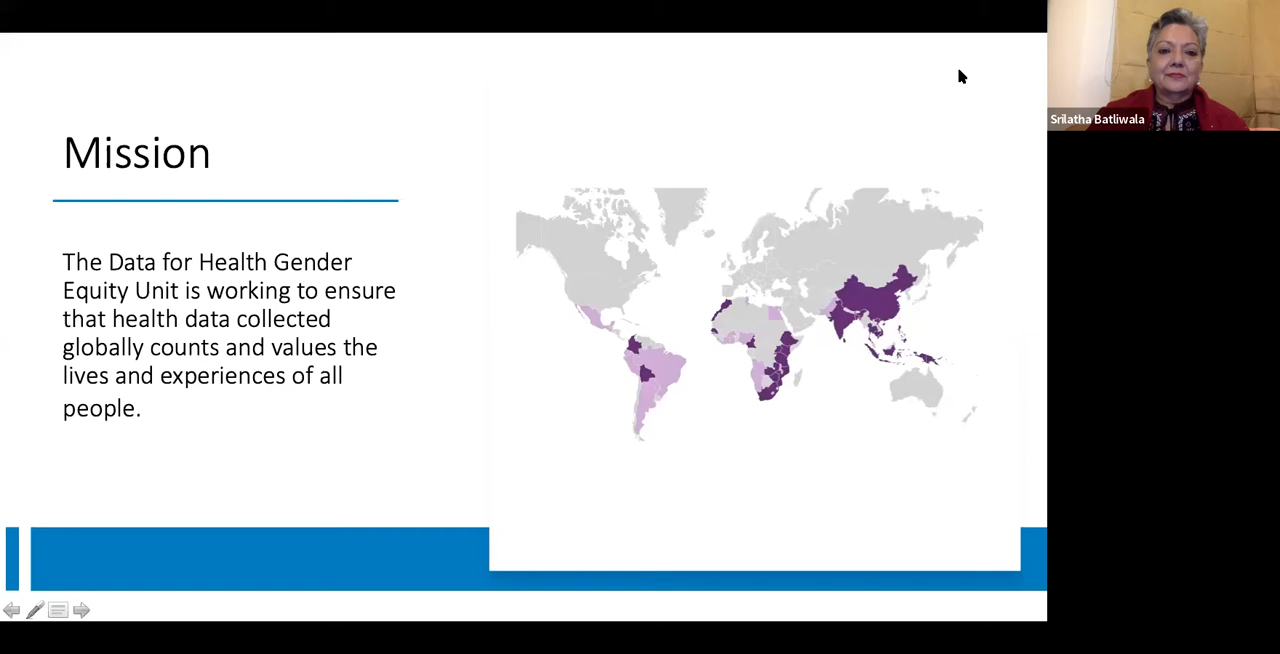 Mission
The Data for Health Gender
Equity Unit is working to ensure
that health data collected
globally counts and values the
lives and experiences of all
people.
Srilatha Batliwala